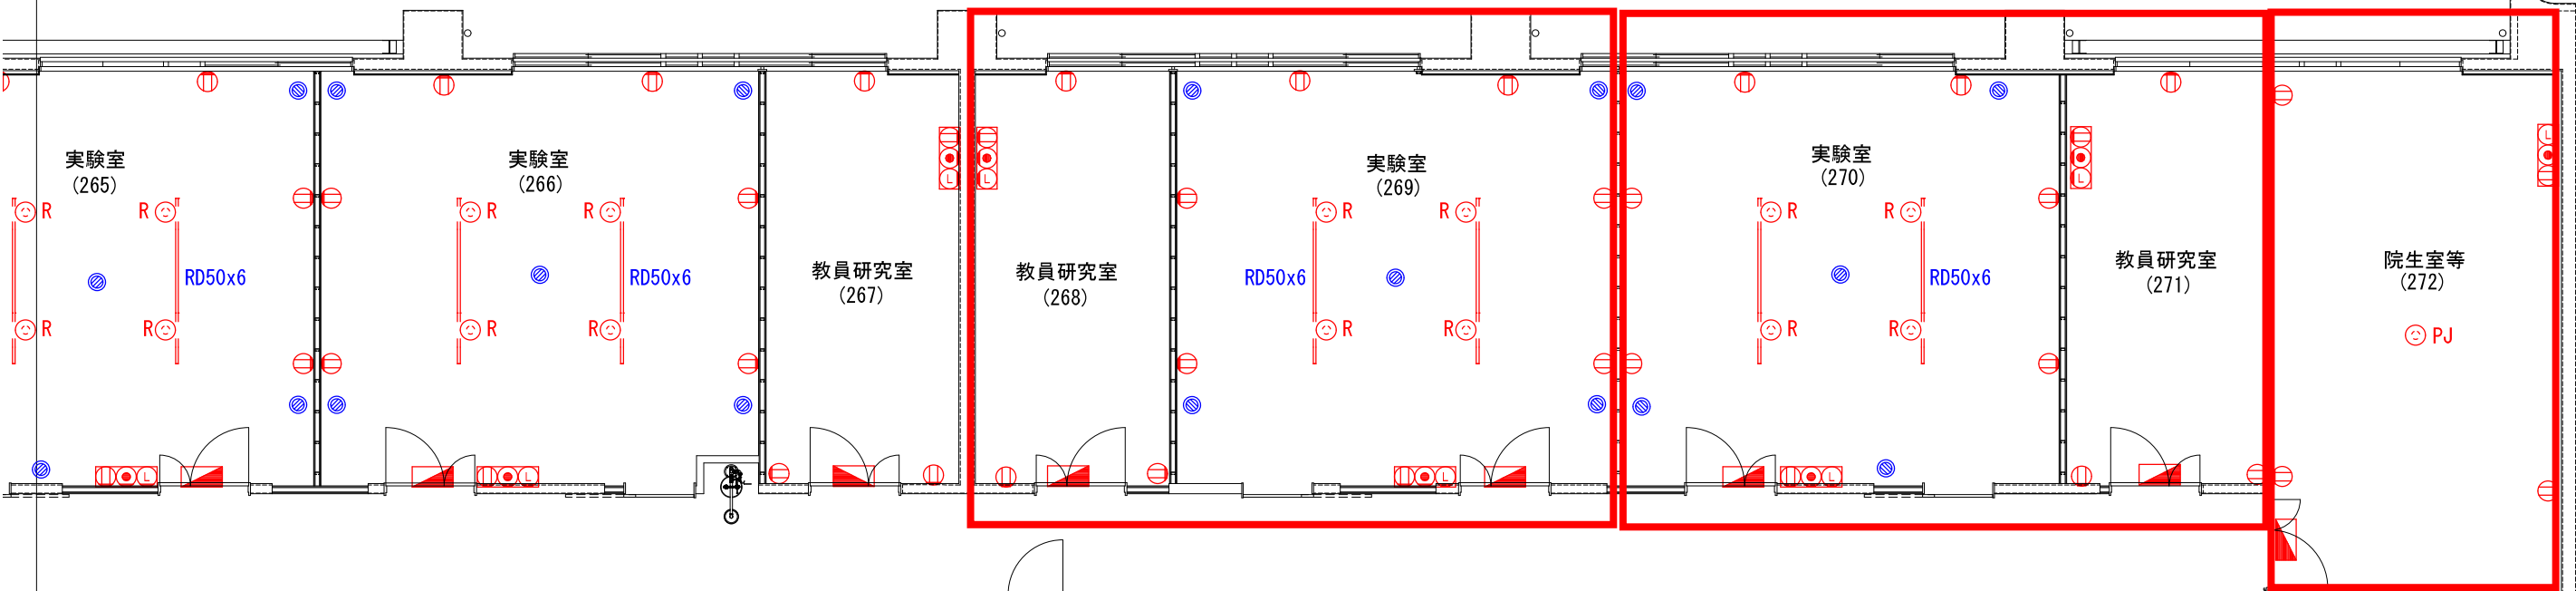 実験室
(265)
R
R
R
R
RD50x6
実験室
(266)
R
R
R
R
RD50x6
教員研究室
(267)
L
L
L
教員研究室
(268)
L
実験室
(269)
R
R
R
R
RD50x6
L
実験室
(270)
R
R
R
R
RD50x6
L
教員研究室
(271)
L
院生室等
(272)
PJ
L